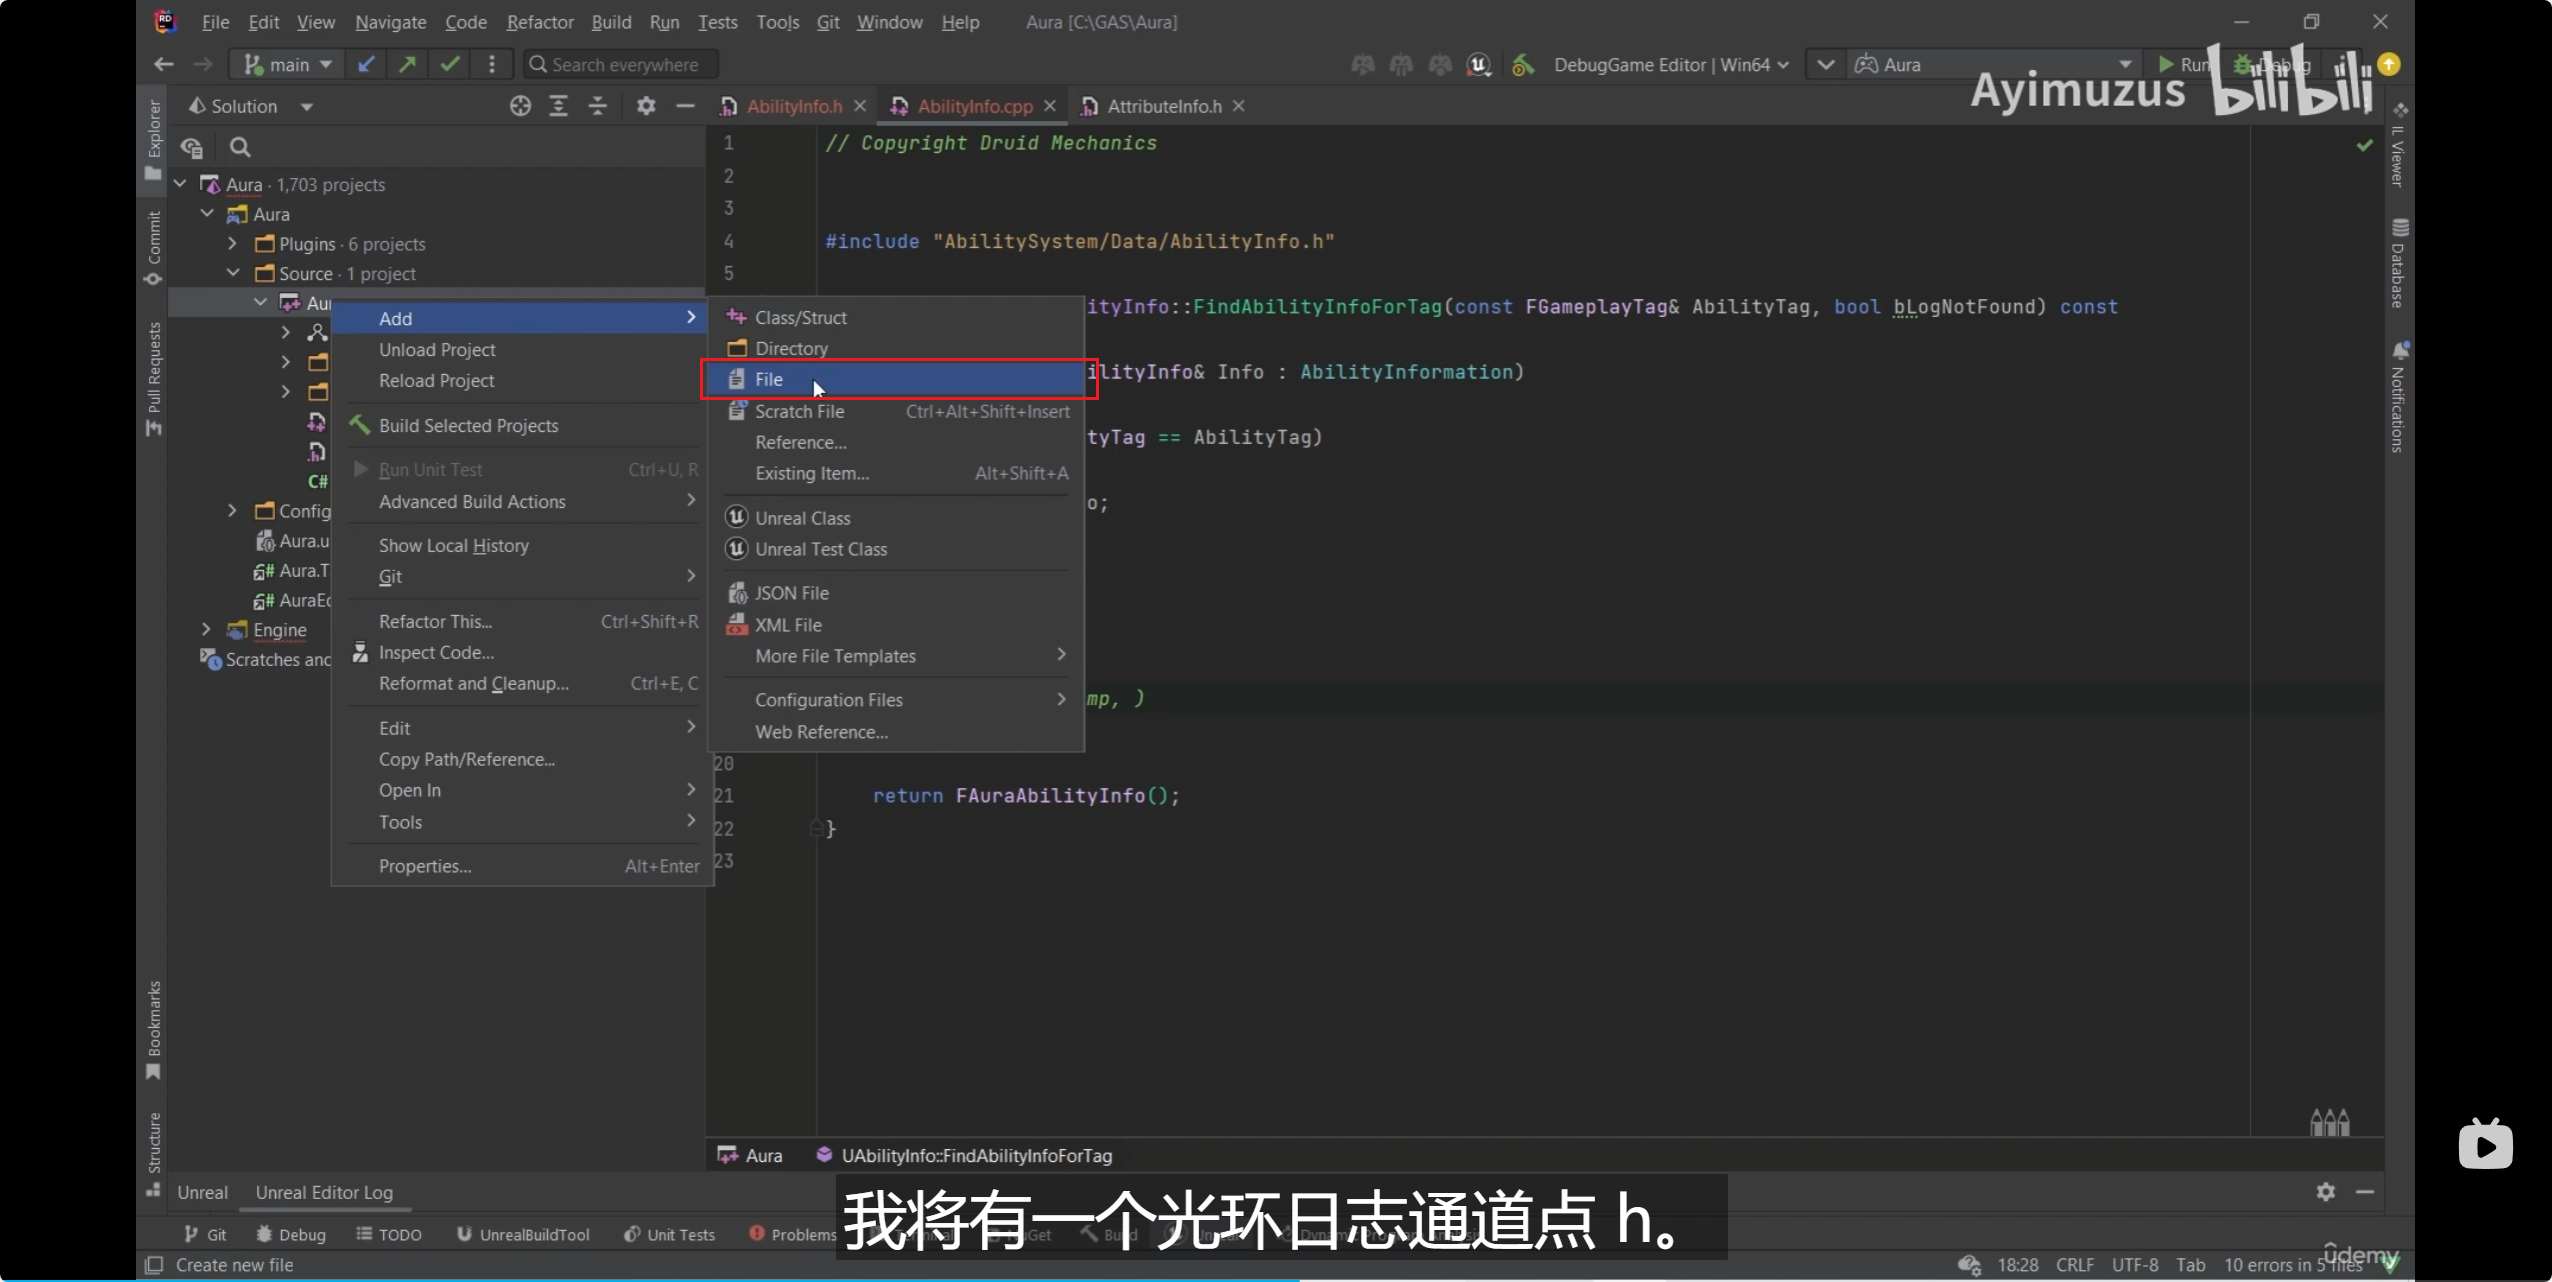 File Edit View Navigate Code Refactor Build Run Tests Tools Git Window Help Aura [C:\GAS\Aura]
main Search everywhere DebugGame Editor | Win64 Aura Run Debug
Ayimuzus bilibili
Solution AbilityInfo.h AbilityInfo.cpp AttributeInfo.h
Explorer
Commit
Pull Requests
Bookmarks
Structure
Aura · 1,703 projects
Aura
Plugins · 6 projects
Source · 1 project
Au
C#
Config
Aura.u
Aura.T
AuraEd
Engine
Scratches and
Add
Unload Project
Reload Project
Build Selected Projects
Run Unit Test Ctrl+U, R
Advanced Build Actions
Show Local History
Git
Refactor This... Ctrl+Shift+R
Inspect Code...
Reformat and Cleanup... Ctrl+E, C
Edit
Copy Path/Reference...
Open In
Tools
Properties... Alt+Enter
Class/Struct
Directory
File
Scratch File Ctrl+Alt+Shift+Insert
Reference...
Existing Item... Alt+Shift+A
Unreal Class
Unreal Test Class
JSON File
XML File
More File Templates
Configuration Files
Web Reference...
1 // Copyright Druid Mechanics
2
3
4 #include "AbilitySystem/Data/AbilityInfo.h"
5
ityInfo::FindAbilityInfoForTag(const FGameplayTag& AbilityTag, bool bLogNotFound) const
ilityInfo& Info : AbilityInformation)
tyTag == AbilityTag)
o;
mp, )
20
21 return FAuraAbilityInfo();
22 }
23
IL Viewer
Database
Notifications
Aura UAbilityInfo::FindAbilityInfoForTag
Unreal Unreal Editor Log
我将有一个光环日志通道点 h。
Git Debug TODO UnrealBuildTool Unit Tests Problems
Create new file 18:28 CRLF UTF-8 Tab 10 errors in 5 files
ûdemy